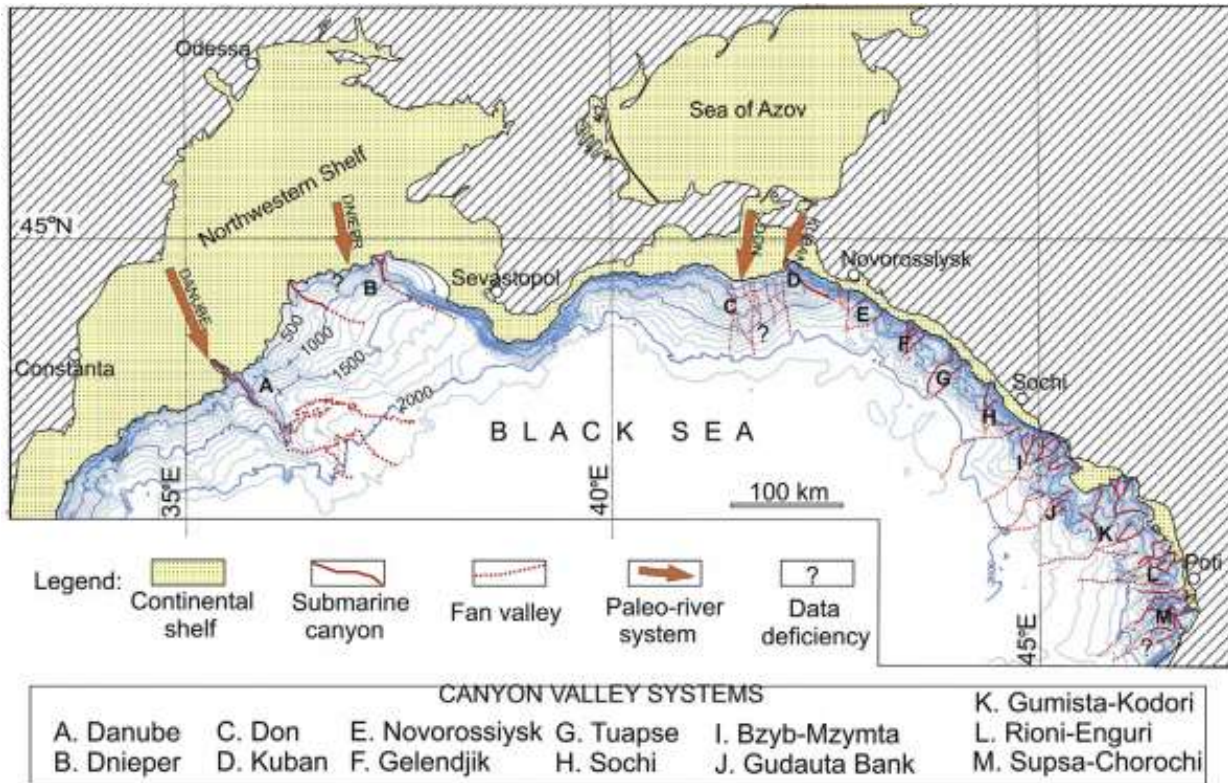 Odessa
Sea of Azov
Northwestern Shelf
DNIEPR
DON
KUBAN
45°N
Novorosslysk
Sevastopol
B
D
C
E
DANUBE
?
?
500
1000
1500
2000
F
Constanta
A
G
Sochi
H
BLACK SEA
I
35°E
40°E
100 km
J
K
Poti
L
M
?
45°E
Legend:
Continental shelf
Submarine canyon
Fan valley
Paleo-river system
?
Data deficiency
CANYON VALLEY SYSTEMS
A. Danube
B. Dnieper
C. Don
D. Kuban
E. Novorossiysk
F. Gelendjik
G. Tuapse
H. Sochi
I. Bzyb-Mzymta
J. Gudauta Bank
K. Gumista-Kodori
L. Rioni-Enguri
M. Supsa-Chorochi